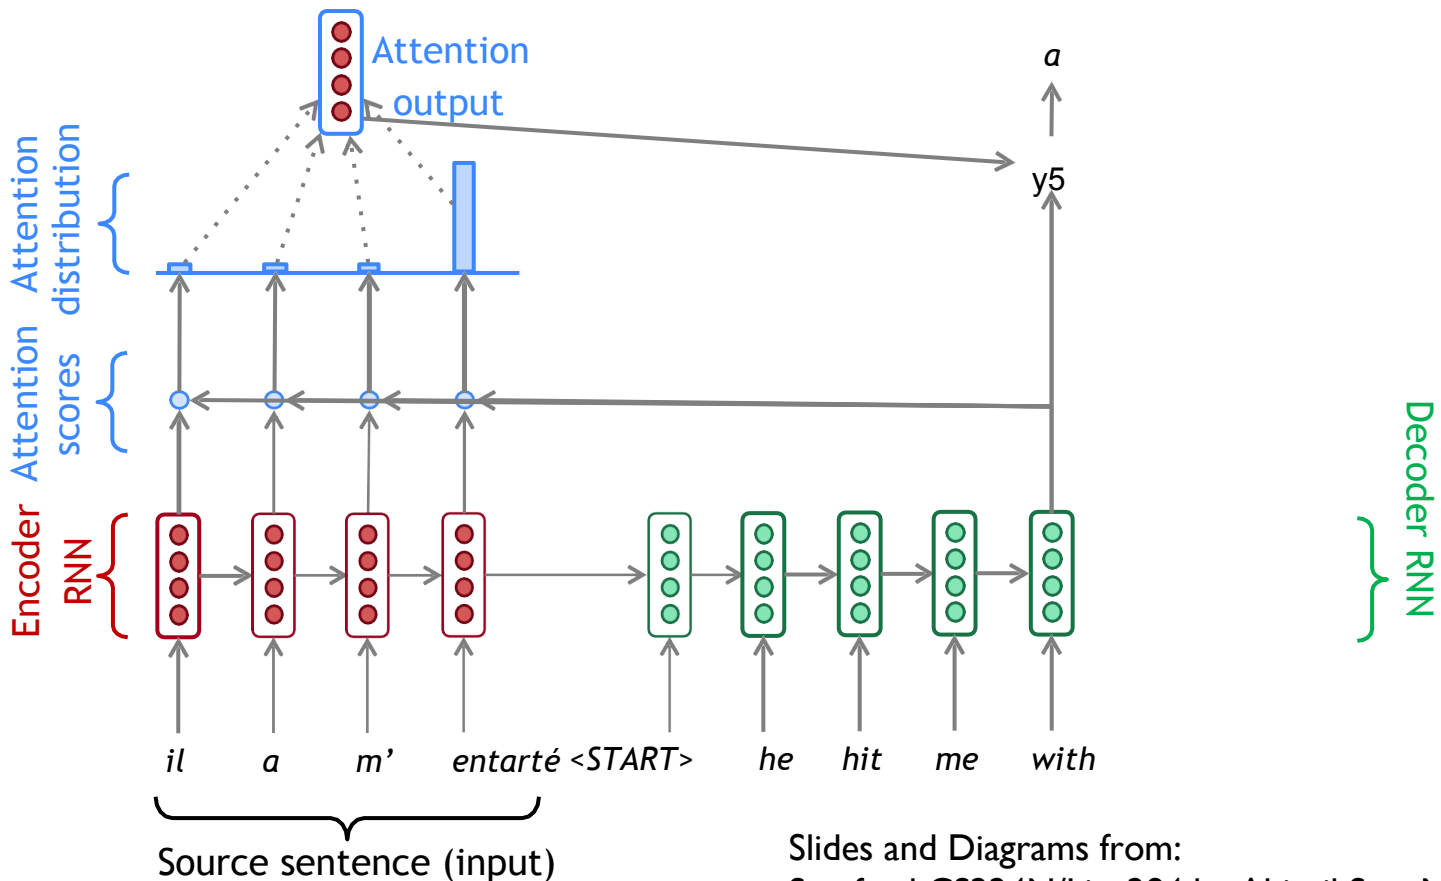 Attention
output
a
Attention
distribution
y5
Attention
scores
Encoder
RNN
Decoder RNN
il a m’ entarté <START> he hit me with
Source sentence (input)
Slides and Diagrams from: